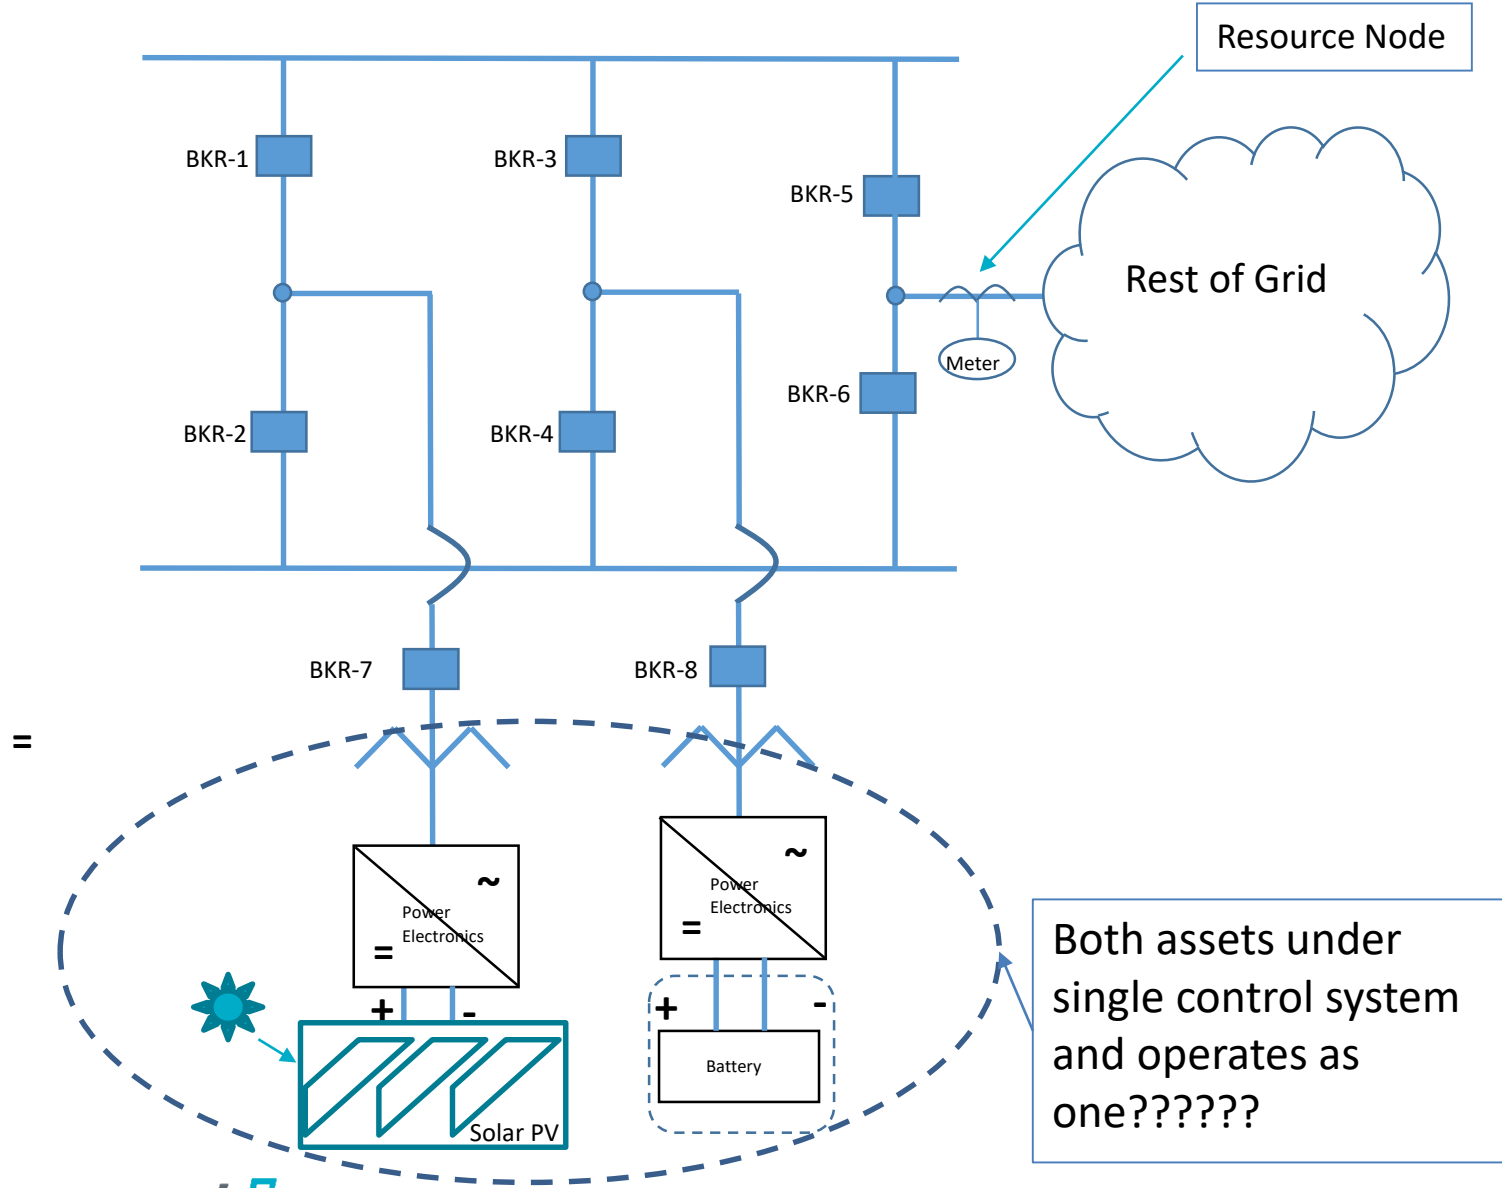 Resource Node
BKR-1
BKR-3
BKR-5
Rest of Grid
Meter
BKR-6
BKR-2
BKR-4
BKR-7
BKR-8
=
~
Power
Electronics
=
~
Power
Electronics
=
+ -
+ -
Battery
Solar PV
Both assets under
single control system
and operates as
one??????